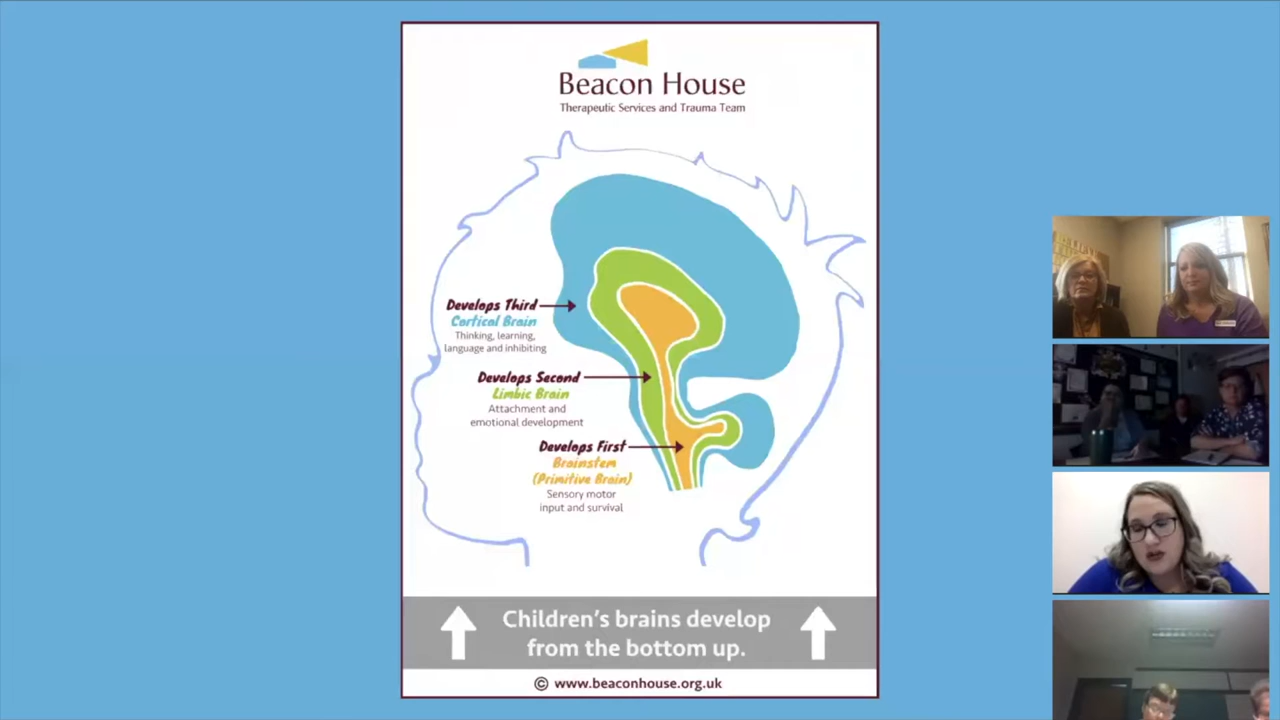 Beacon House
Therapeutic Services and Trauma Team
Develops Third
Cortical Brain
Thinking, learning,
language and inhibiting
Develops Second
Limbic Brain
Attachment and
emotional development
Develops First
Brainstem
(Primitive Brain)
Sensory motor
input and survival
Children's brains develop
from the bottom up.
© www.beaconhouse.org.uk